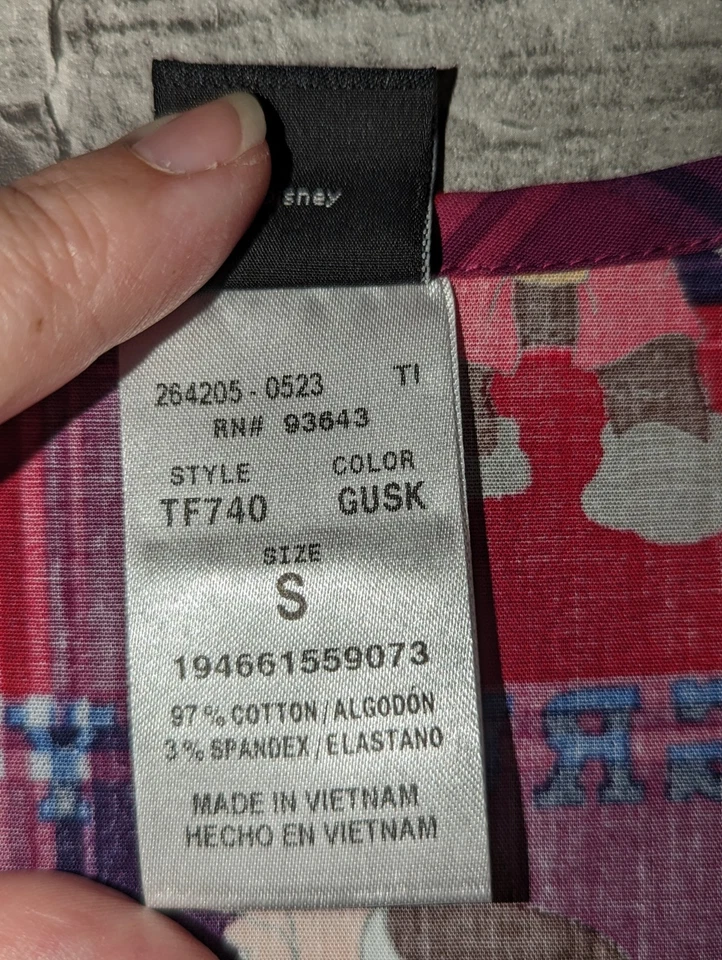 sney
264205 - 0523 TI
RN# 93643
STYLE COLOR
TF740 GUSK
SIZE
S
194661559073
97% COTTON/ALGODÓN
3% SPANDEX/ELASTANO
MADE IN VIETNAM
HECHO EN VIETNAM